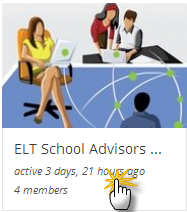 ELT School Advisors ...
active 3 days, 21 hours ago
4 members